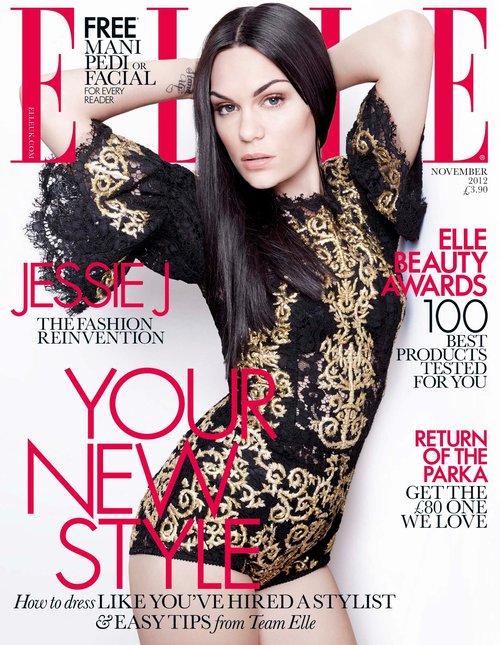 ELLE
FREE
MANI
PEDI OR
FACIAL
FOR EVERY
READER
ELLEUK.COM
NOVEMBER
2012
£3.90
ELLE
BEAUTY
AWARDS
100
BEST
PRODUCTS
TESTED
FOR YOU
JESSIE J
THE FASHION
REINVENTION
YOUR
NEW
STYLE
RETURN
OF THE
PARKA
GET THE
£80 ONE
WE LOVE
How to dress LIKE YOU'VE HIRED A STYLIST
& EASY TIPS from Team Elle